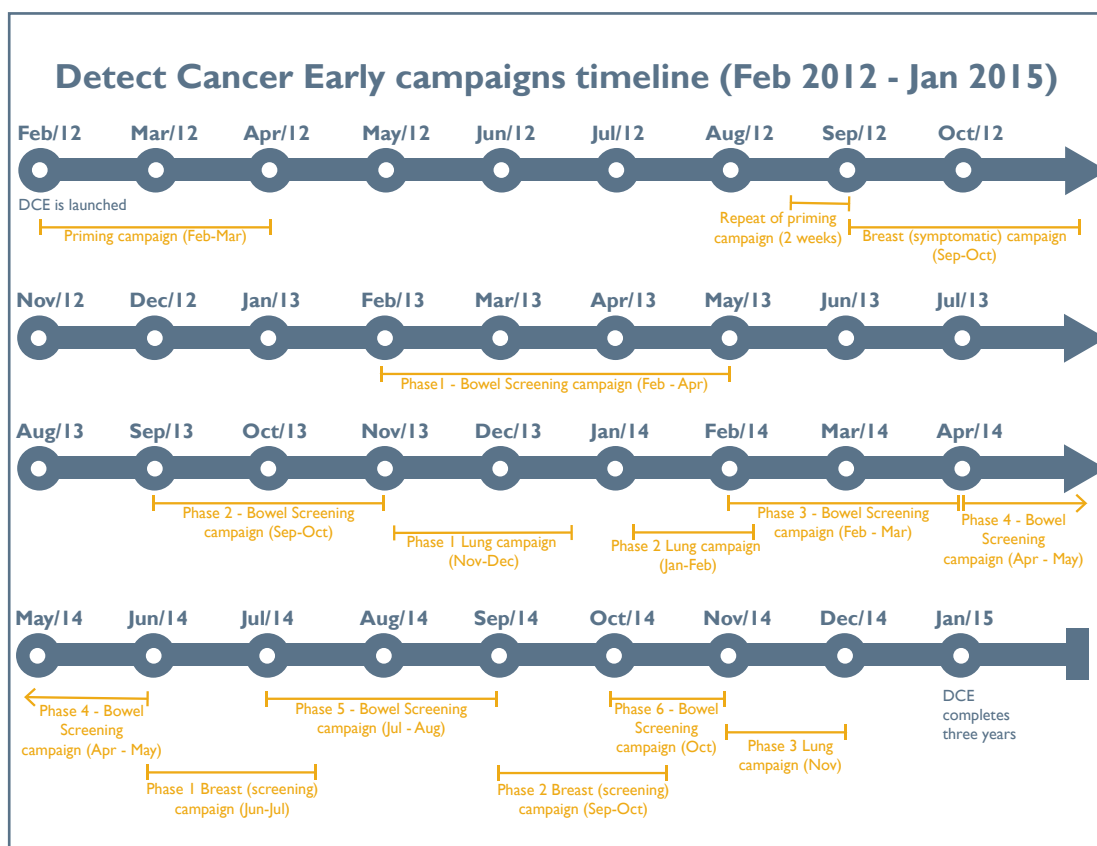 Detect Cancer Early campaigns timeline (Feb 2012 - Jan 2015)
Feb/12 Mar/12 Apr/12 May/12 Jun/12 Jul/12 Aug/12 Sep/12 Oct/12
DCE is launched
Priming campaign (Feb-Mar)
Repeat of priming
campaign (2 weeks)
Breast (symptomatic) campaign
(Sep-Oct)
Nov/12 Dec/12 Jan/13 Feb/13 Mar/13 Apr/13 May/13 Jun/13 Jul/13
Phase1 - Bowel Screening campaign (Feb - Apr)
Aug/13 Sep/13 Oct/13 Nov/13 Dec/13 Jan/14 Feb/14 Mar/14 Apr/14
Phase 2 - Bowel Screening
campaign (Sep-Oct)
Phase 1 Lung campaign
(Nov-Dec)
Phase 2 Lung campaign
(Jan-Feb)
Phase 3 - Bowel Screening
campaign (Feb - Mar)
Phase 4 - Bowel
Screening
campaign (Apr - May)
May/14 Jun/14 Jul/14 Aug/14 Sep/14 Oct/14 Nov/14 Dec/14 Jan/15
Phase 4 - Bowel
Screening
campaign (Apr - May)
Phase 1 Breast (screening)
campaign (Jun-Jul)
Phase 5 - Bowel Screening
campaign (Jul - Aug)
Phase 2 Breast (screening)
campaign (Sep-Oct)
Phase 6 - Bowel
Screening
campaign (Oct)
Phase 3 Lung
campaign (Nov)
DCE
completes
three years